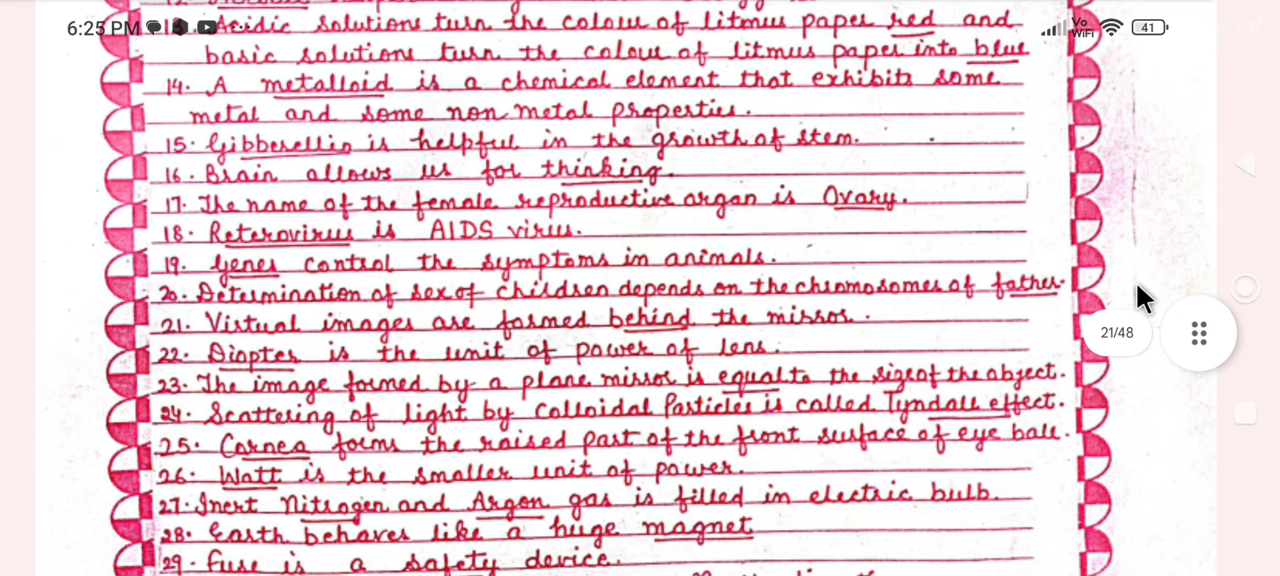 6:25 PM
Vo WiFi 41
Acidic solutions turn the colour of litmus paper red and
basic solutions turn the colour of litmus paper into blue
14. A metalloid is a chemical element that exhibits some
metal and some non metal properties.
15. Gibberellin is helpful in the growth of stem.
16. Brain allows us for thinking.
17. The name of the female reproductive organ is Ovary.
18. Reterovirus is AIDS virus.
19. Genes control the symptoms in animals.
20. Determination of sex of children depends on the chromosomes of father.
21. Virtual images are formed behind the mirror.
21/48
22. Diopter is the unit of power of lens.
23. The image formed by a plane mirror is equal to the size of the object.
24. Scattering of light by Colloidal Particles is called Tyndall effect.
25. Cornea forms the raised part of the front surface of eye ball.
26. Watt is the smaller unit of power.
27. Inert Nitrogen and Argon gas is filled in electric bulb.
28. Earth behaves like a huge magnet
29. Fuse is a safety device.